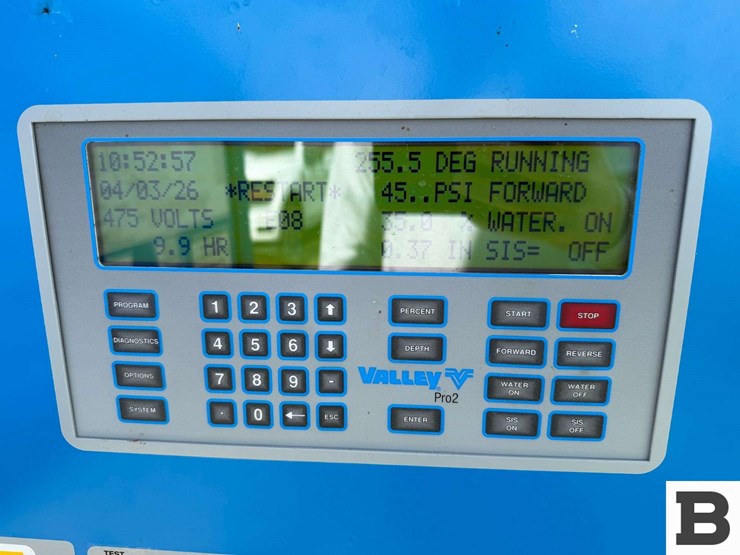 10:52:57 255.5 DEG RUNNING
04/03/26 *RESTART* 45..PSI FORWARD
475 VOLTS E08 35.0 % WATER. ON
9.9 HR 0.37 IN SIS= OFF
PROGRAM 1 2 3 ↑ PERCENT START STOP
DIAGNOSTICS 4 5 6 ↓ DEPTH FORWARD REVERSE
OPTIONS 7 8 9 - VALLEY WATER ON WATER OFF
Pro2
SYSTEM . 0 ← ESC ENTER SIS ON SIS OFF
B
TEST